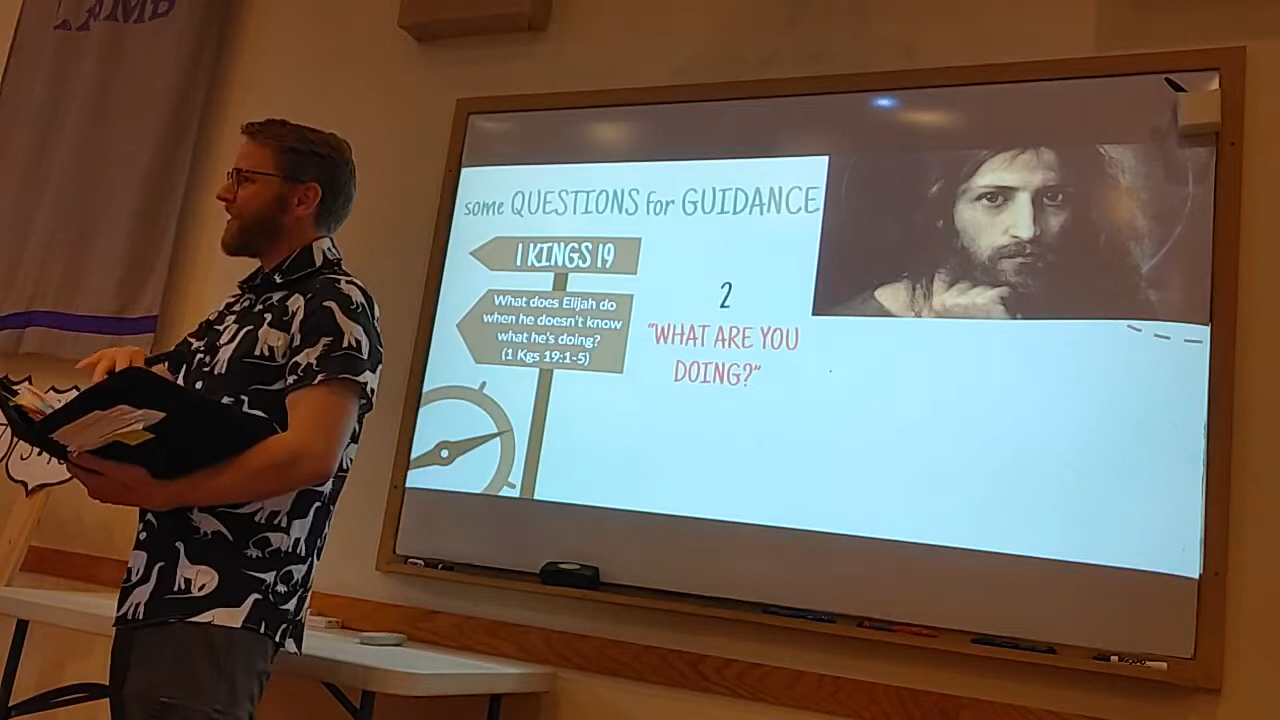 some QUESTIONS for GUIDANCE
1 KINGS 19
What does Elijah do
when he doesn't know
what he's doing?
(1 Kgs 19:1-5)
2
"WHAT ARE YOU
DOING?"